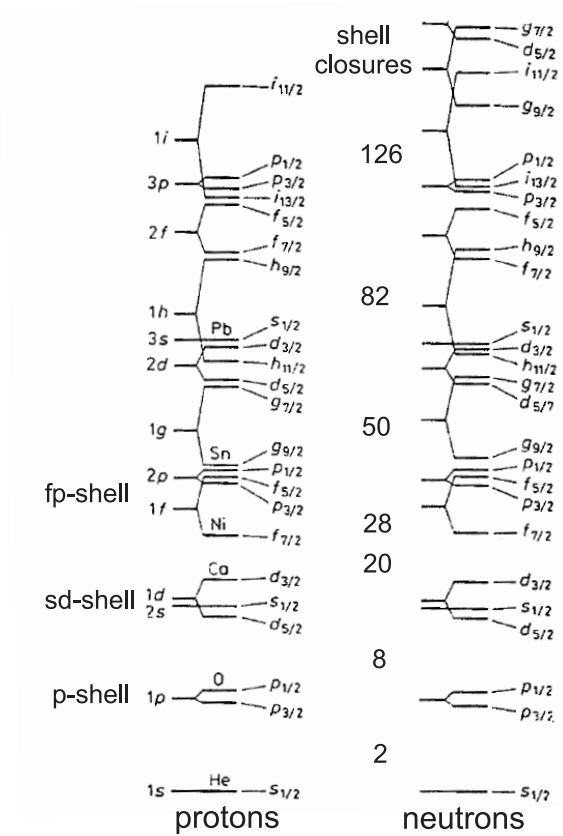 shell
closures
126
82
50
28
20
8
2
fp-shell
sd-shell
p-shell
1i
3p
2f
1h
3s
2d
1g
2p
1f
1d
2s
1p
1s
Pb
Sn
Ni
Ca
O
He
i11/2
p1/2
p3/2
i13/2
f5/2
f7/2
h9/2
s1/2
d3/2
h11/2
d5/2
g7/2
g9/2
p1/2
f5/2
p3/2
f7/2
d3/2
s1/2
d5/2
p1/2
p3/2
s1/2
protons
g7/2
d5/2
i11/2
g9/2
p1/2
i13/2
p3/2
f5/2
h9/2
f7/2
s1/2
d3/2
h11/2
g7/2
d5/7
g9/2
p1/2
f5/2
p3/2
f7/2
d3/2
s1/2
d5/2
p1/2
p3/2
s1/2
neutrons